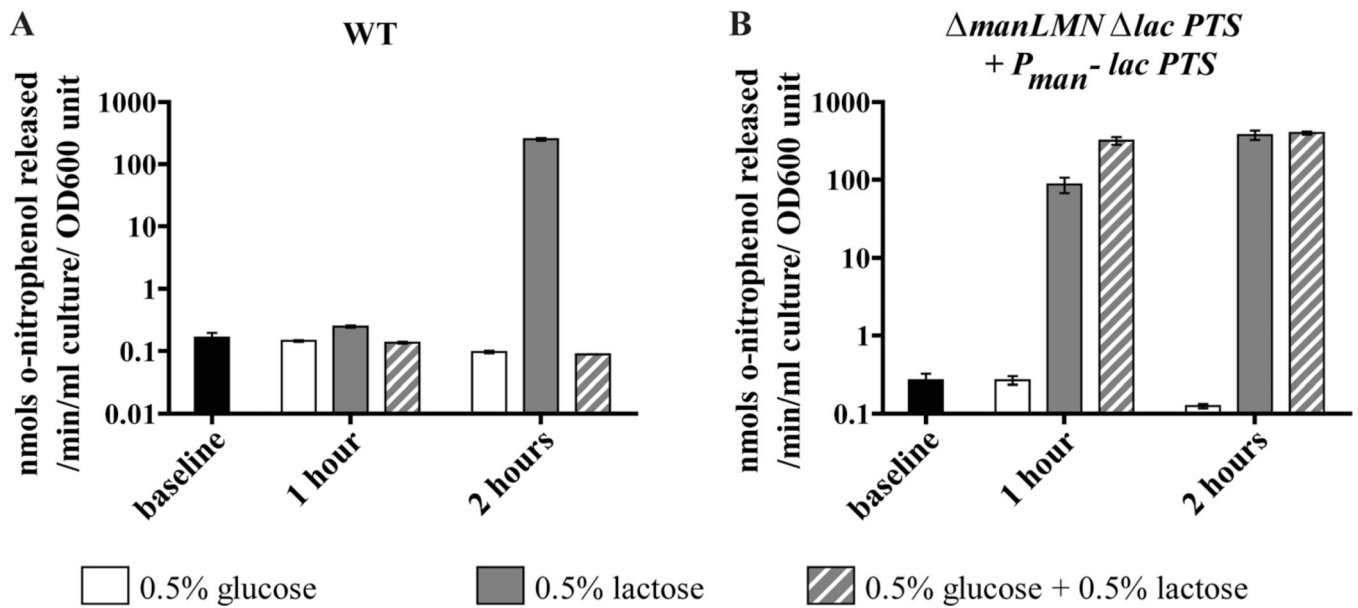 A
WT
nmols o-nitrophenol released
/min/ml culture/ OD600 unit
1000
100
10
1
0.1
0.01
baseline
1 hour
2 hours
B
ΔmanLMN Δlac PTS
+ Pman- lac PTS
nmols o-nitrophenol released
/min/ml culture/ OD600 unit
1000
100
10
1
0.1
baseline
1 hour
2 hours
0.5% glucose
0.5% lactose
0.5% glucose + 0.5% lactose